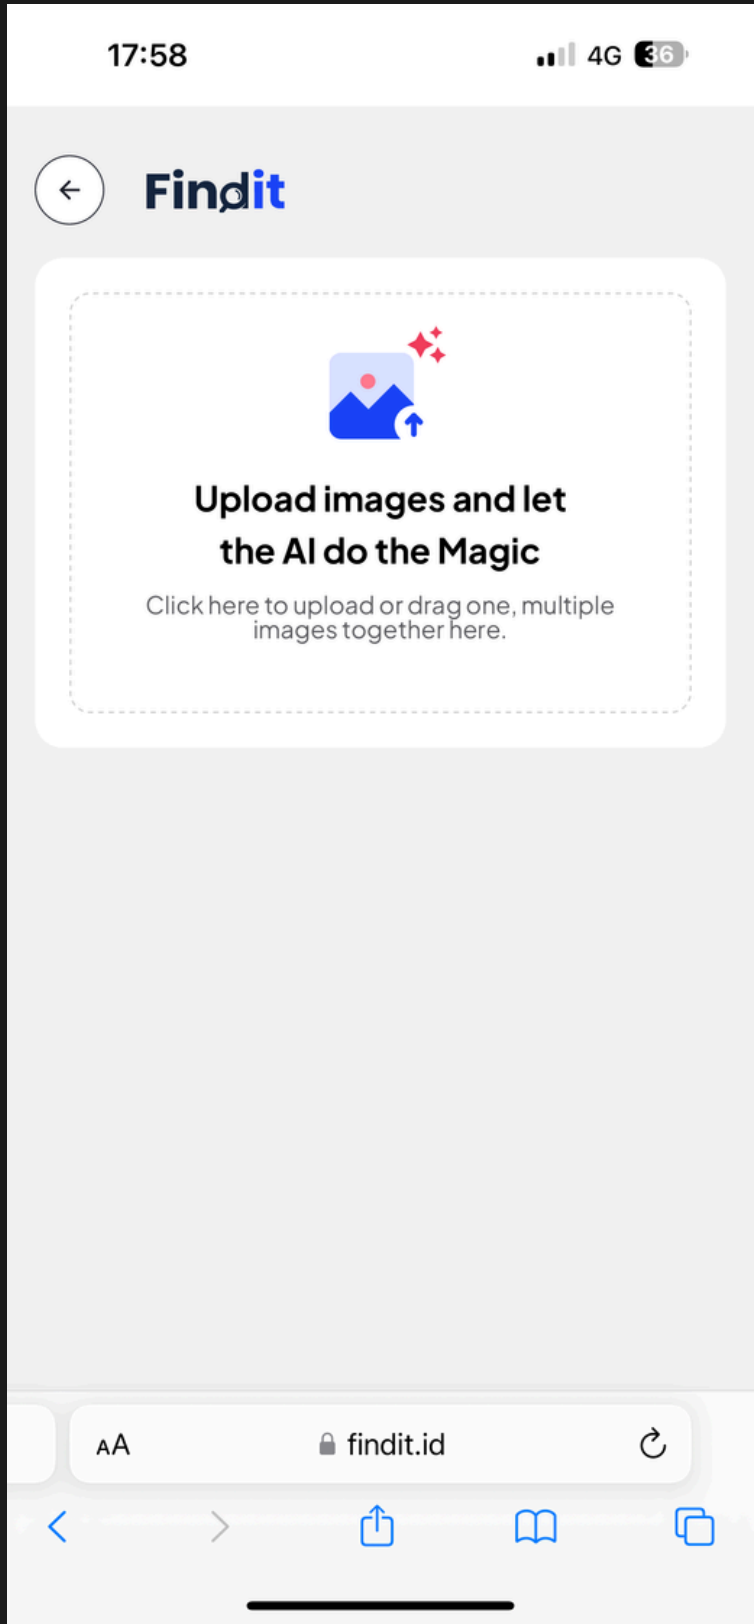 17:58
4G 36
Findit
Upload images and let
the AI do the Magic
Click here to upload or drag one, multiple
images together here.
AA findit.id